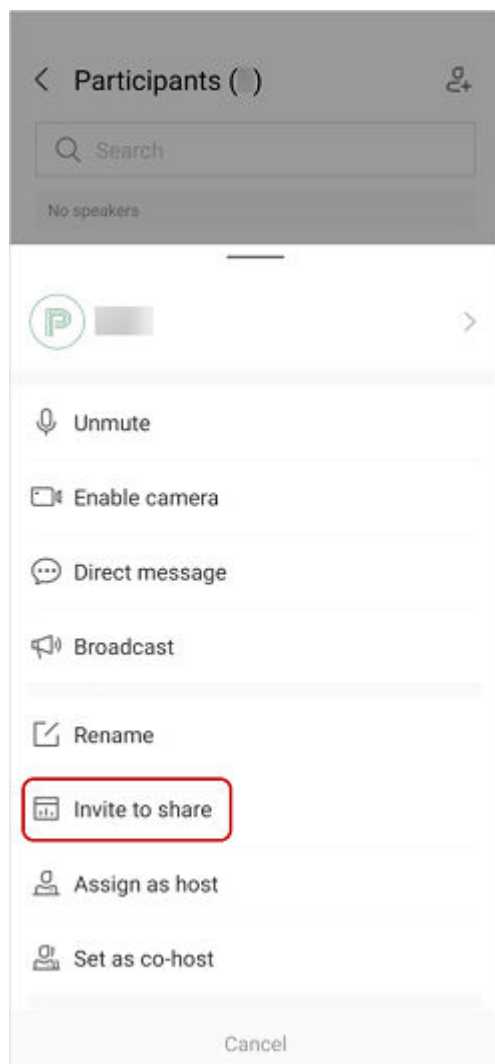 Participants ( )
Search
No speakers
P
Unmute
Enable camera
Direct message
Broadcast
Rename
Invite to share
Assign as host
Set as co-host
Cancel